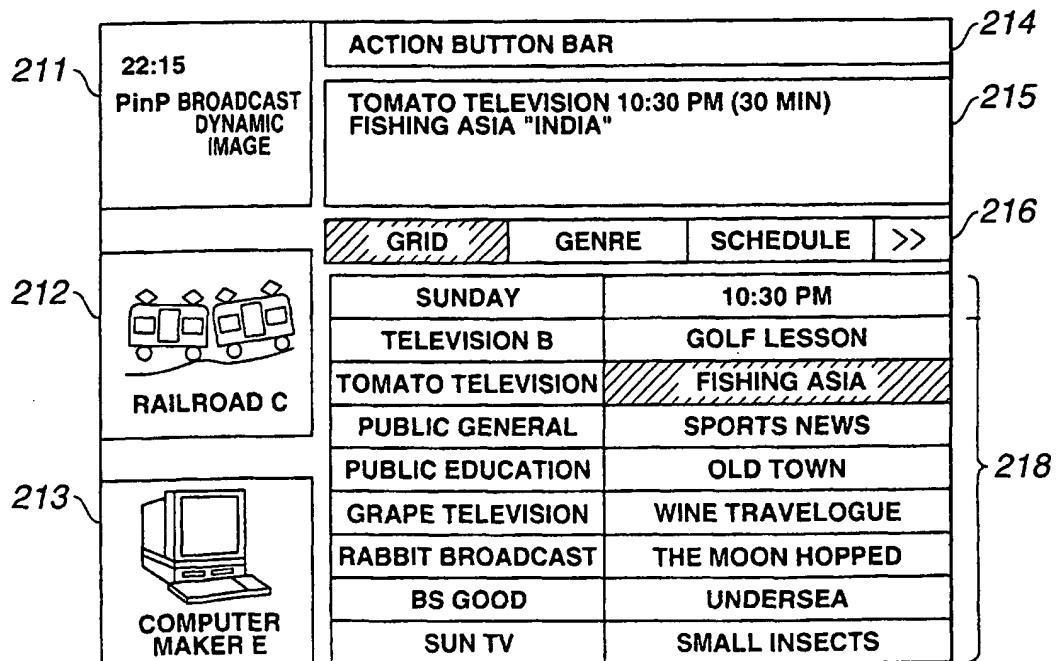 211
22:15
PinP BROADCAST
DYNAMIC
IMAGE
212
RAILROAD C
213
COMPUTER
MAKER E
ACTION BUTTON BAR
214
TOMATO TELEVISION 10:30 PM (30 MIN)
FISHING ASIA "INDIA"
215
GRID GENRE SCHEDULE >>
216
SUNDAY 10:30 PM
TELEVISION B GOLF LESSON
TOMATO TELEVISION FISHING ASIA
PUBLIC GENERAL SPORTS NEWS
PUBLIC EDUCATION OLD TOWN
GRAPE TELEVISION WINE TRAVELOGUE
RABBIT BROADCAST THE MOON HOPPED
BS GOOD UNDERSEA
SUN TV SMALL INSECTS
218